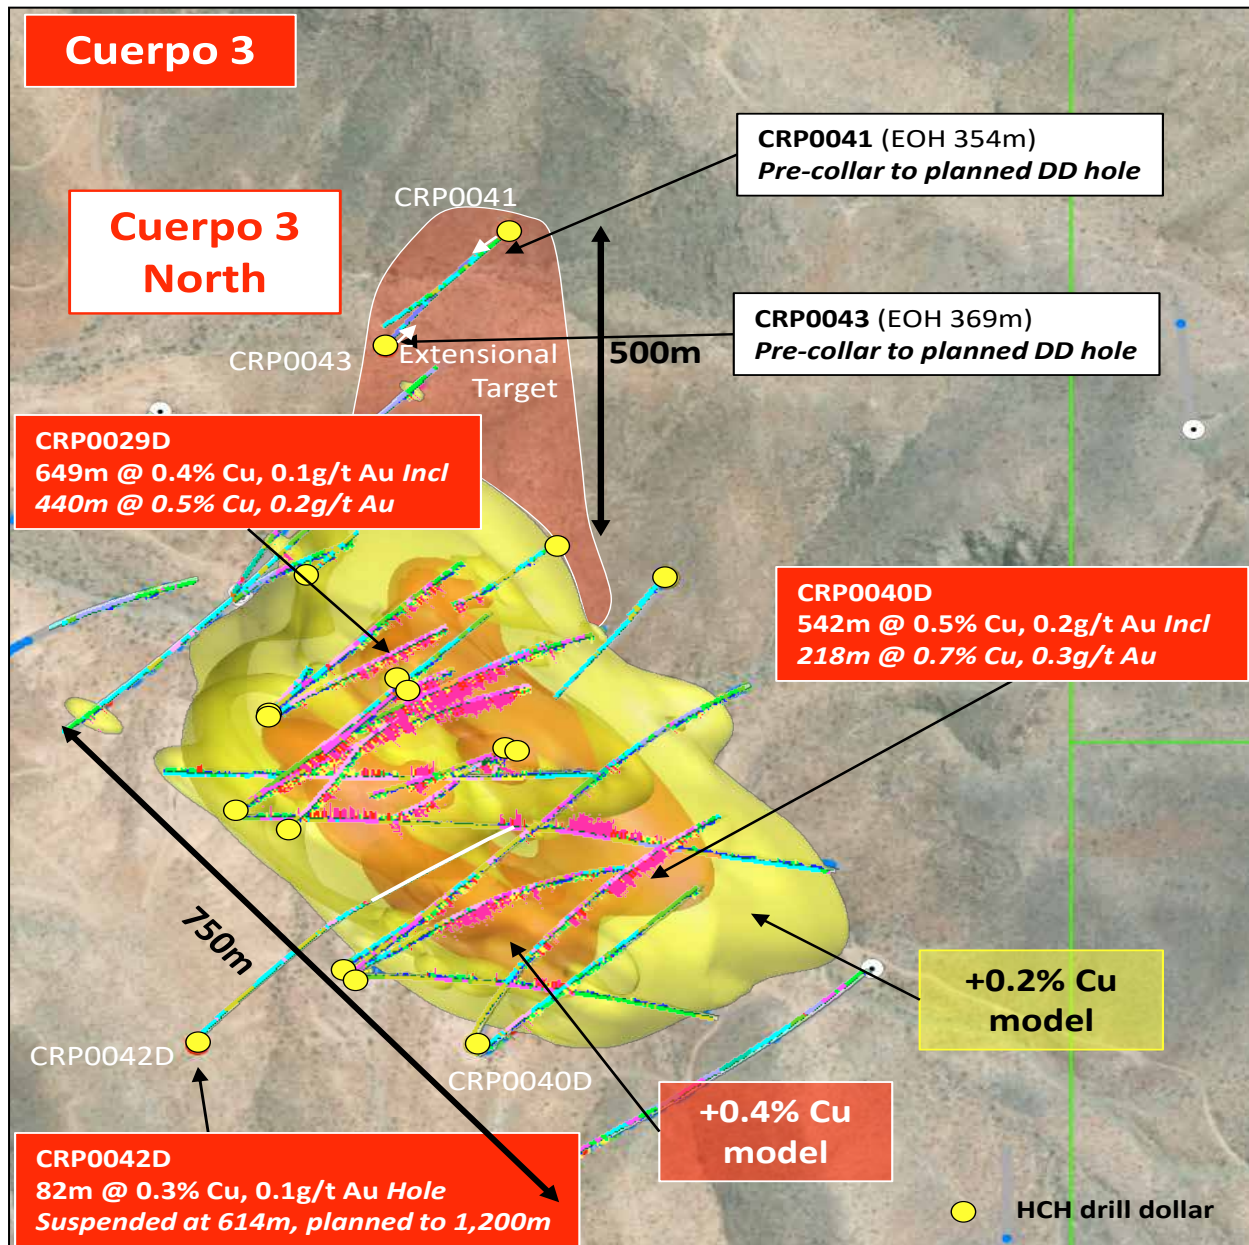 Cuerpo 3
CRP0041 (EOH 354m)
Pre-collar to planned DD hole
CRP0041
Cuerpo 3
North
CRP0043 (EOH 369m)
Pre-collar to planned DD hole
CRP0043
Extensional
Target
500m
CRP0029D
649m @ 0.4% Cu, 0.1g/t Au Incl
440m @ 0.5% Cu, 0.2g/t Au
CRP0040D
542m @ 0.5% Cu, 0.2g/t Au Incl
218m @ 0.7% Cu, 0.3g/t Au
750m
+0.2% Cu
model
CRP0042D
CRP0040D
+0.4% Cu
model
CRP0042D
82m @ 0.3% Cu, 0.1g/t Au Hole
Suspended at 614m, planned to 1,200m
HCH drill dollar